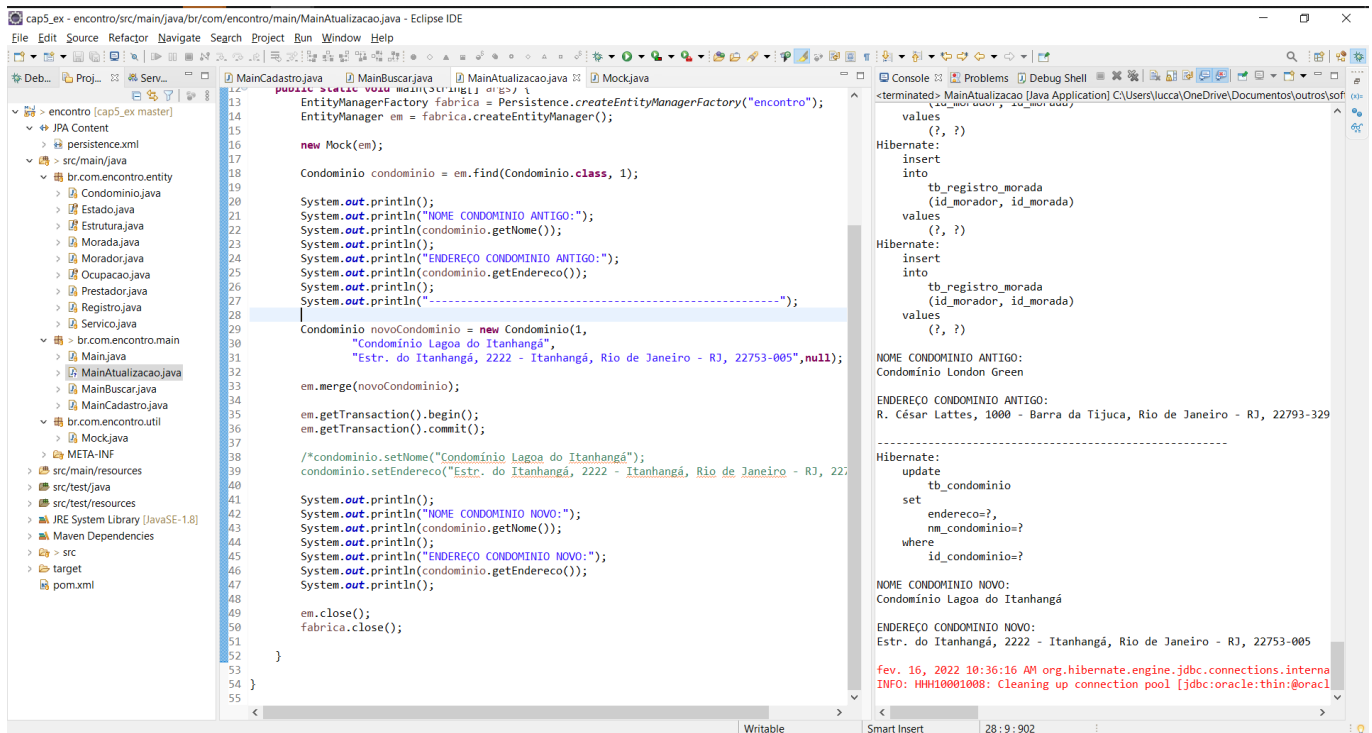 cap5_ex - encontro/src/main/java/br/com/encontro/main/MainAtualizacao.java - Eclipse IDE
File Edit Source Refactor Navigate Search Project Run Window Help
Deb... Proj... Serv...
MainCadastro.java MainBuscar.java MainAtualizacao.java Mock.java
Console Problems Debug Shell
> encontro [cap5_ex master]
JPA Content
persistence.xml
> src/main/java
> br.com.encontro.entity
Condominio.java
Estado.java
Estrutura.java
Morada.java
Morador.java
Ocupacao.java
Prestador.java
Registro.java
Servico.java
> br.com.encontro.main
Main.java
MainAtualizacao.java
MainBuscar.java
MainCadastro.java
br.com.encontro.util
Mock.java
META-INF
src/main/resources
src/test/java
src/test/resources
JRE System Library [JavaSE-1.8]
Maven Dependencies
> src
target
pom.xml
12 public static void main(String[] args) {
13 EntityManagerFactory fabrica = Persistence.createEntityManagerFactory("encontro");
14 EntityManager em = fabrica.createEntityManager();
15
16 new Mock(em);
17
18 Condominio condominio = em.find(Condominio.class, 1);
19
20 System.out.println();
21 System.out.println("NOME CONDOMINIO ANTIGO:");
22 System.out.println(condominio.getNome());
23 System.out.println();
24 System.out.println("ENDEREÇO CONDOMINIO ANTIGO:");
25 System.out.println(condominio.getEndereco());
26 System.out.println();
27 System.out.println("-------------------------------------------------------");
28
29 Condominio novoCondominio = new Condominio(1,
30 "Condomínio Lagoa do Itanhangá",
31 "Estr. do Itanhangá, 2222 - Itanhangá, Rio de Janeiro - RJ, 22753-005",null);
32
33 em.merge(novoCondominio);
34
35 em.getTransaction().begin();
36 em.getTransaction().commit();
37
38 /*condominio.setNome("Condomínio Lagoa do Itanhangá");
39 condominio.setEndereco("Estr. do Itanhangá, 2222 - Itanhangá, Rio de Janeiro - RJ, 227
40
41 System.out.println();
42 System.out.println("NOME CONDOMINIO NOVO:");
43 System.out.println(condominio.getNome());
44 System.out.println();
45 System.out.println("ENDEREÇO CONDOMINIO NOVO:");
46 System.out.println(condominio.getEndereco());
47 System.out.println();
48
49 em.close();
50 fabrica.close();
51
52 }
53
54 }
55
<terminated> MainAtualizacao [Java Application] C:\Users\lucca\OneDrive\Documentos\outros\sof
(id_morador, id_morada)
values
(?, ?)
Hibernate:
insert
into
tb_registro_morada
(id_morador, id_morada)
values
(?, ?)
Hibernate:
insert
into
tb_registro_morada
(id_morador, id_morada)
values
(?, ?)
NOME CONDOMINIO ANTIGO:
Condomínio London Green
ENDEREÇO CONDOMINIO ANTIGO:
R. César Lattes, 1000 - Barra da Tijuca, Rio de Janeiro - RJ, 22793-329
-------------------------------------------------------
Hibernate:
update
tb_condominio
set
endereco=?,
nm_condominio=?
where
id_condominio=?
NOME CONDOMINIO NOVO:
Condomínio Lagoa do Itanhangá
ENDEREÇO CONDOMINIO NOVO:
Estr. do Itanhangá, 2222 - Itanhangá, Rio de Janeiro - RJ, 22753-005
fev. 16, 2022 10:36:16 AM org.hibernate.engine.jdbc.connections.interna
INFO: HHH10001008: Cleaning up connection pool [jdbc:oracle:thin:@oracl
Writable Smart Insert 28 : 9 : 902